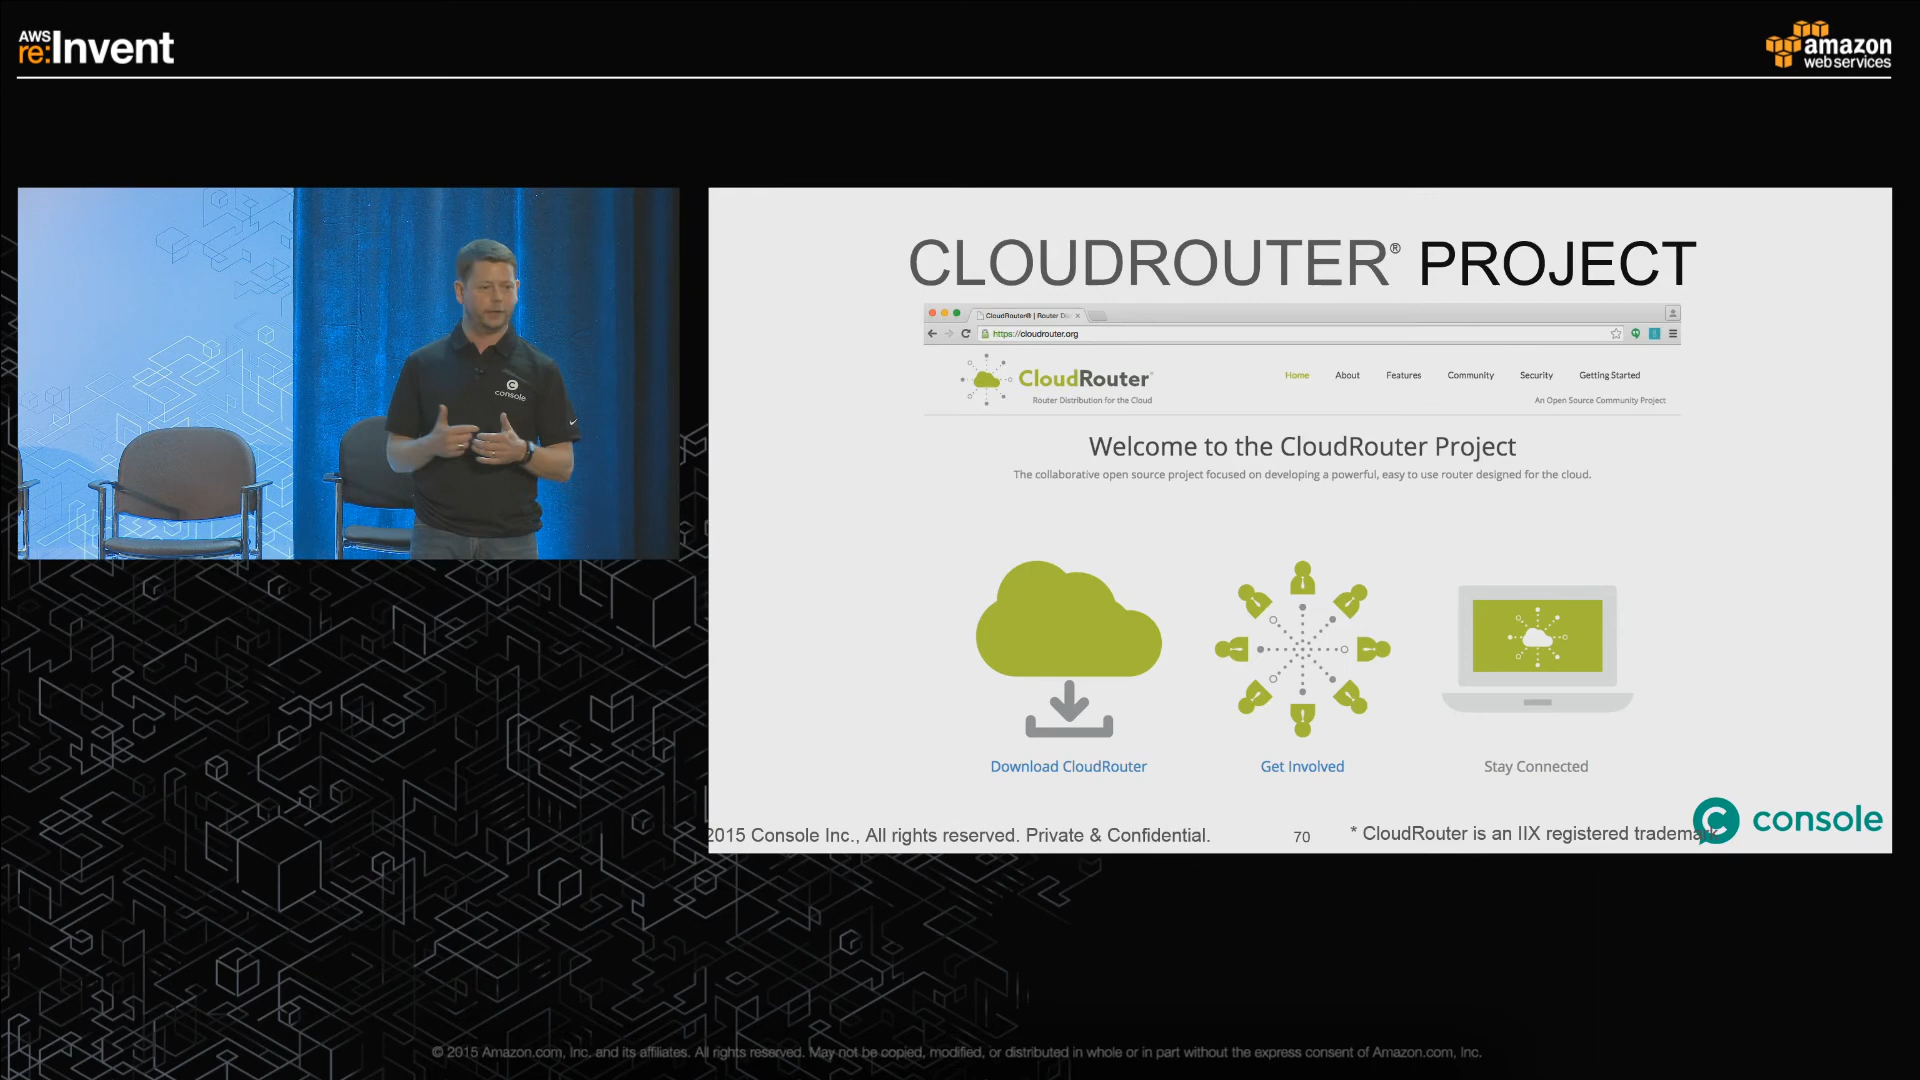 AWS
re:Invent
amazon
web services
console
CLOUDROUTER® PROJECT
CloudRouter® | Router Di
https://cloudrouter.org
CloudRouter®
Router Distribution for the Cloud
Home About Features Community Security Getting Started
An Open Source Community Project
Welcome to the CloudRouter Project
The collaborative open source project focused on developing a powerful, easy to use router designed for the cloud.
Download CloudRouter
Get Involved
Stay Connected
2015 Console Inc., All rights reserved. Private & Confidential.
70
* CloudRouter is an IIX registered trademark
console
© 2015 Amazon.com, Inc. and its affiliates. All rights reserved. May not be copied, modified, or distributed in whole or in part without the express consent of Amazon.com, Inc.